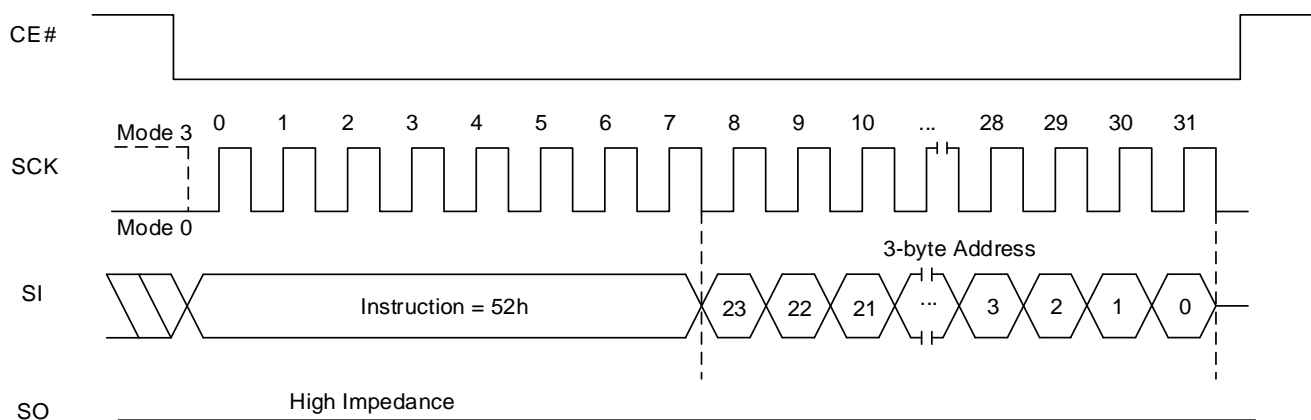 CE#
0 1 2 3 4 5 6 7 8 9 10 ... 28 29 30 31
Mode 3
SCK
Mode 0
3-byte Address
SI
Instruction = 52h 23 22 21 ... 3 2 1 0
High Impedance
SO